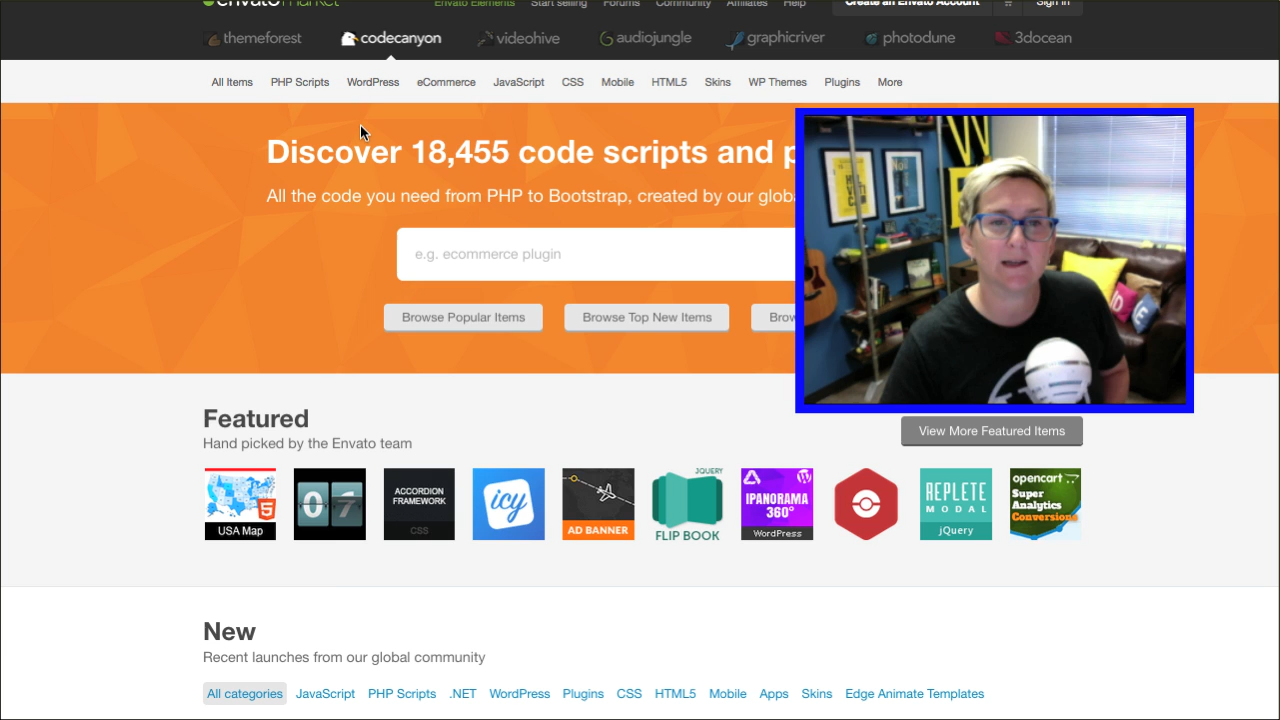 envato market Envato Elements Start selling Forums Community Affiliates Help Create an Envato Account Sign In
themeforest codecanyon videohive audiojungle graphicriver photodune 3docean
All Items PHP Scripts WordPress eCommerce JavaScript CSS Mobile HTML5 Skins WP Themes Plugins More
Discover 18,455 code scripts and p
All the code you need from PHP to Bootstrap, created by our globa
e.g. ecommerce plugin
Browse Popular Items Browse Top New Items Brow
Featured
View More Featured Items
Hand picked by the Envato team
USA Map
07
ACCORDION
FRAMEWORK
CSS
icy
AD BANNER
JQUERY
FLIP BOOK
IPANORAMA
360°
WordPress
REPLETE
MODAL
jQuery
opencart
Super
Analytics
Conversions
New
Recent launches from our global community
All categories JavaScript PHP Scripts .NET WordPress Plugins CSS HTML5 Mobile Apps Skins Edge Animate Templates